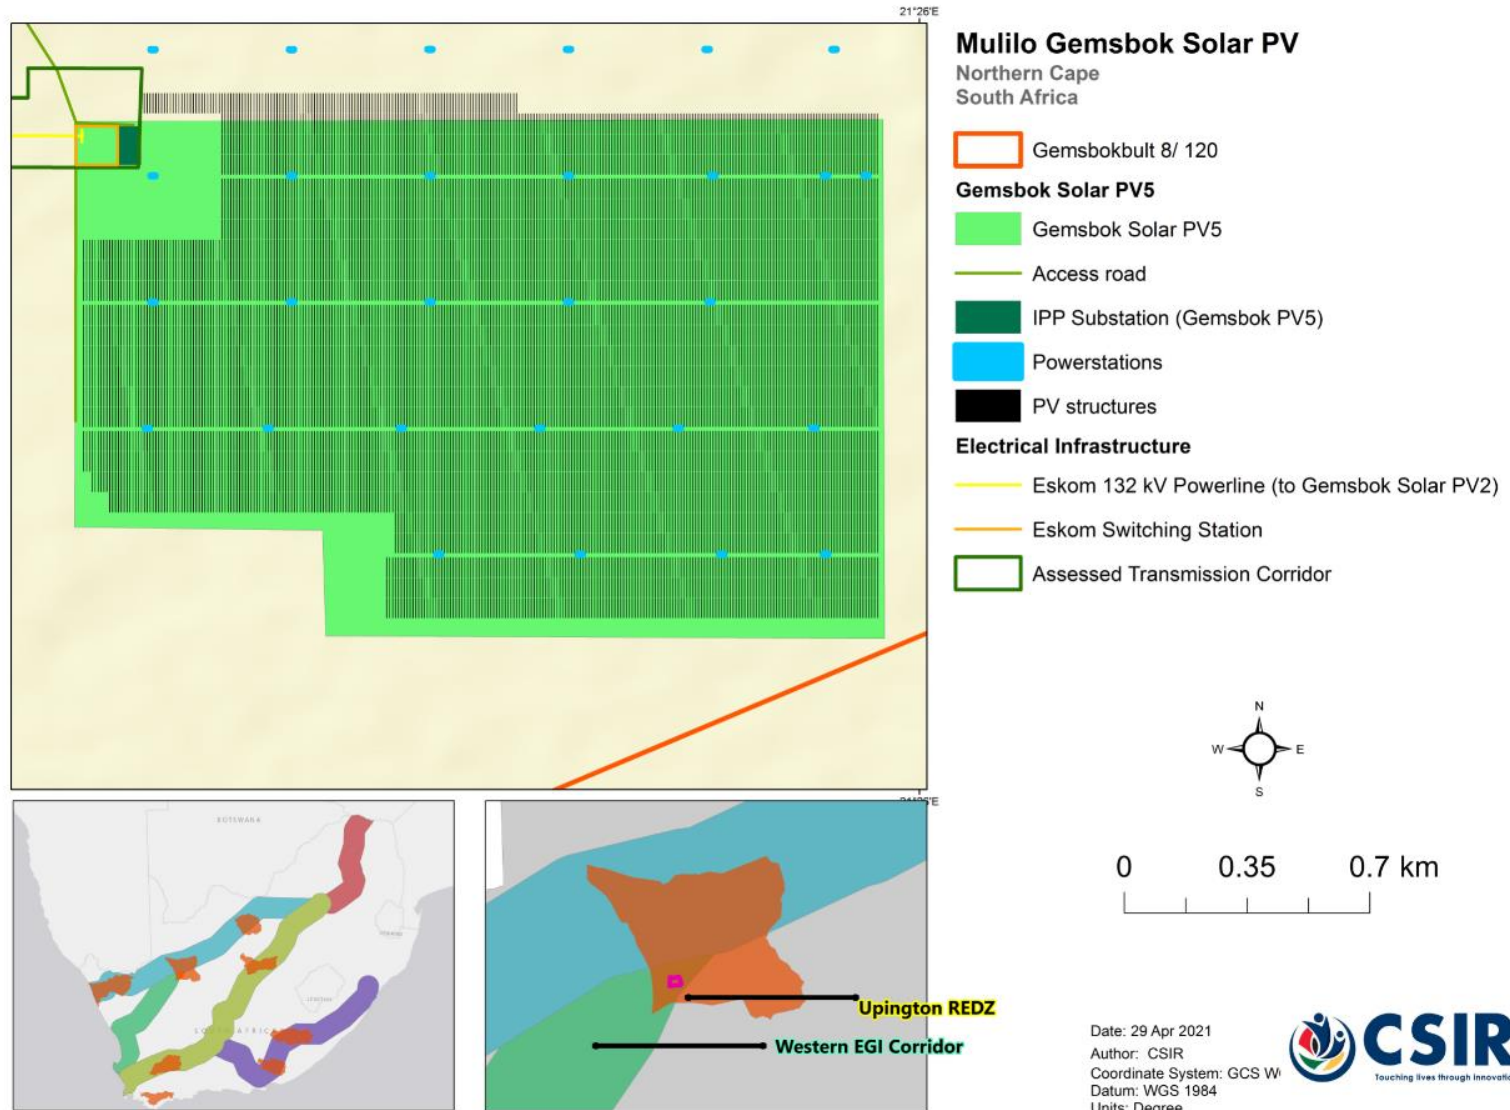 21°26'E
Mulilo Gemsbok Solar PV
Northern Cape
South Africa
Gemsbokbult 8/ 120
Gemsbok Solar PV5
Gemsbok Solar PV5
Access road
IPP Substation (Gemsbok PV5)
Powerstations
PV structures
Electrical Infrastructure
Eskom 132 kV Powerline (to Gemsbok Solar PV2)
Eskom Switching Station
Assessed Transmission Corridor
N
W E
S
BOTSWANA
0 0.35 0.7 km
Upington REDZ
Western EGI Corridor
Date: 29 Apr 2021
Author: CSIR
Coordinate System: GCS
Datum: WGS 1984
Units: Degree
CSIR
Touching lives through